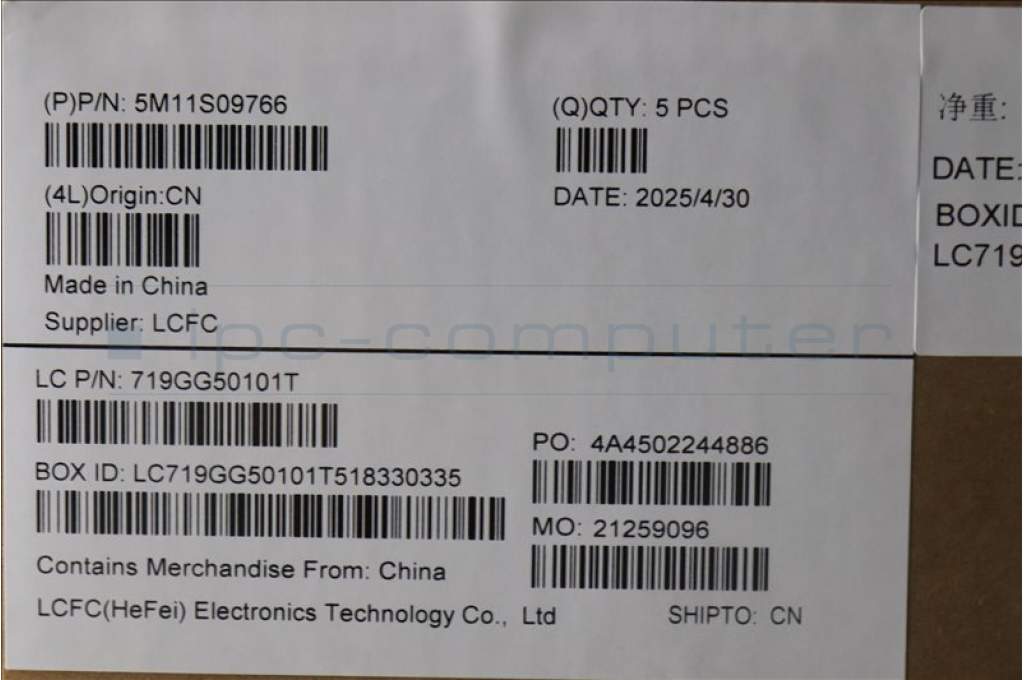 (P)P/N: 5M11S09766
(Q)QTY: 5 PCS
(4L)Origin:CN
DATE: 2025/4/30
Made in China
Supplier: LCFC
ipc-computer
LC P/N: 719GG50101T
PO: 4A4502244886
BOX ID: LC719GG50101T518330335
MO: 21259096
Contains Merchandise From: China
LCFC(HeFei) Electronics Technology Co., Ltd
SHIPTO: CN
净重:
DATE:
BOXID
LC719